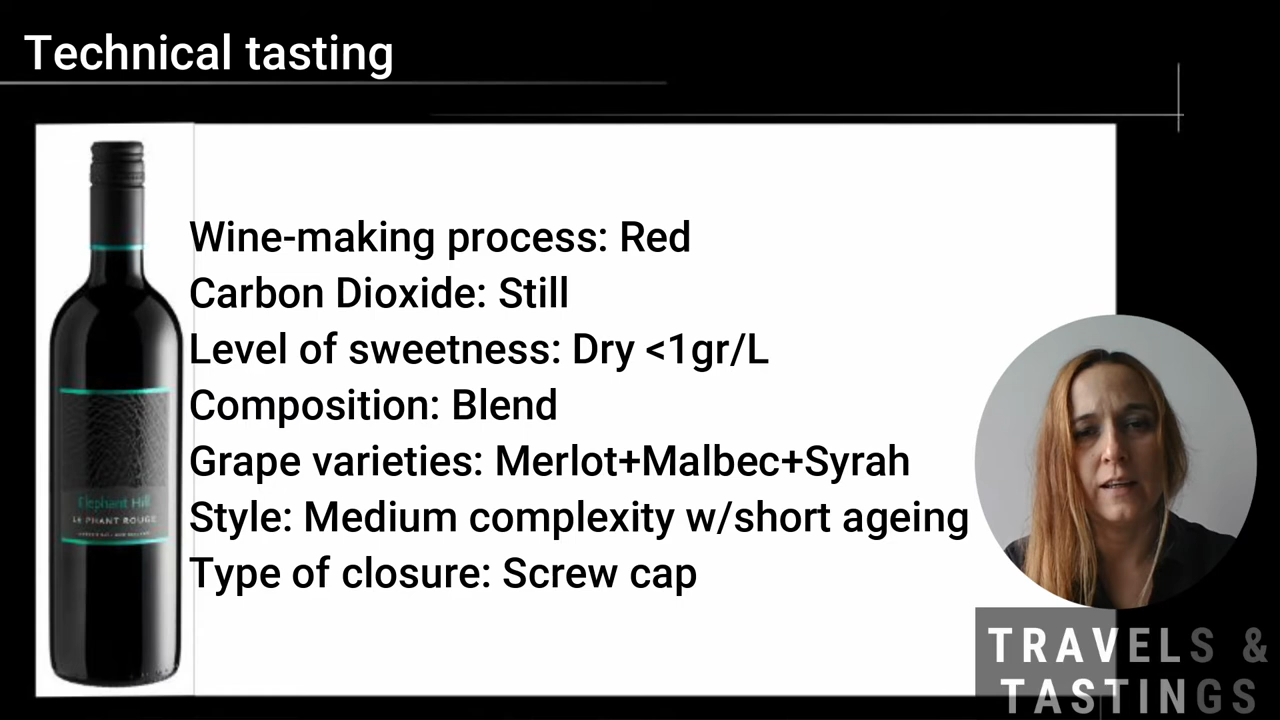 Technical tasting
Wine-making process: Red
Carbon Dioxide: Still
Level of sweetness: Dry <1gr/L
Composition: Blend
Grape varieties: Merlot+Malbec+Syrah
Style: Medium complexity w/short ageing
Type of closure: Screw cap
Elephant Hill
LE PHANT ROUGE
TRAVELS &
TASTINGS